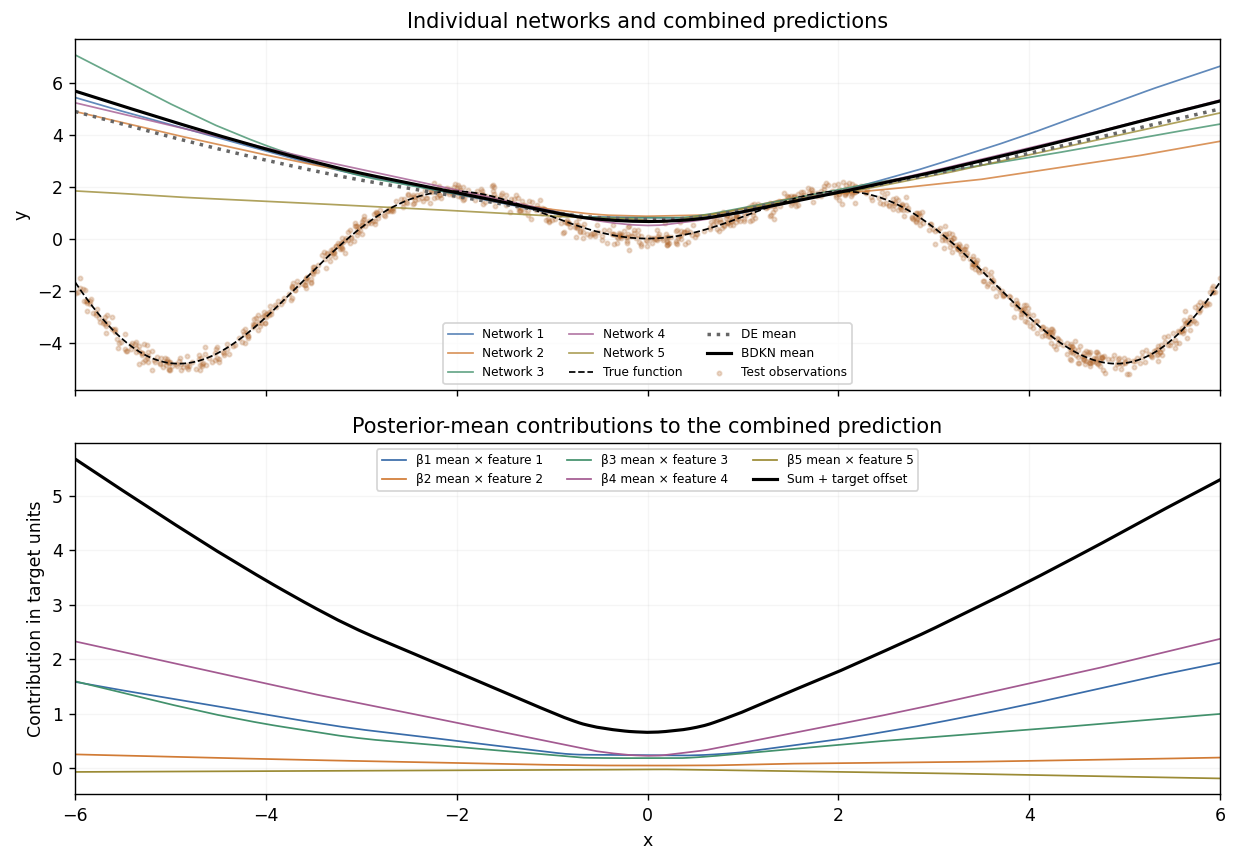 Individual networks and combined predictions
6
4
2
0
−2
−4
y
Network 1
Network 2
Network 3
Network 4
Network 5
True function
DE mean
BDKN mean
Test observations
Posterior-mean contributions to the combined prediction
5
4
3
2
1
0
Contribution in target units
β1 mean × feature 1
β2 mean × feature 2
β3 mean × feature 3
β4 mean × feature 4
β5 mean × feature 5
Sum + target offset
−6 −4 −2 0 2 4 6
x